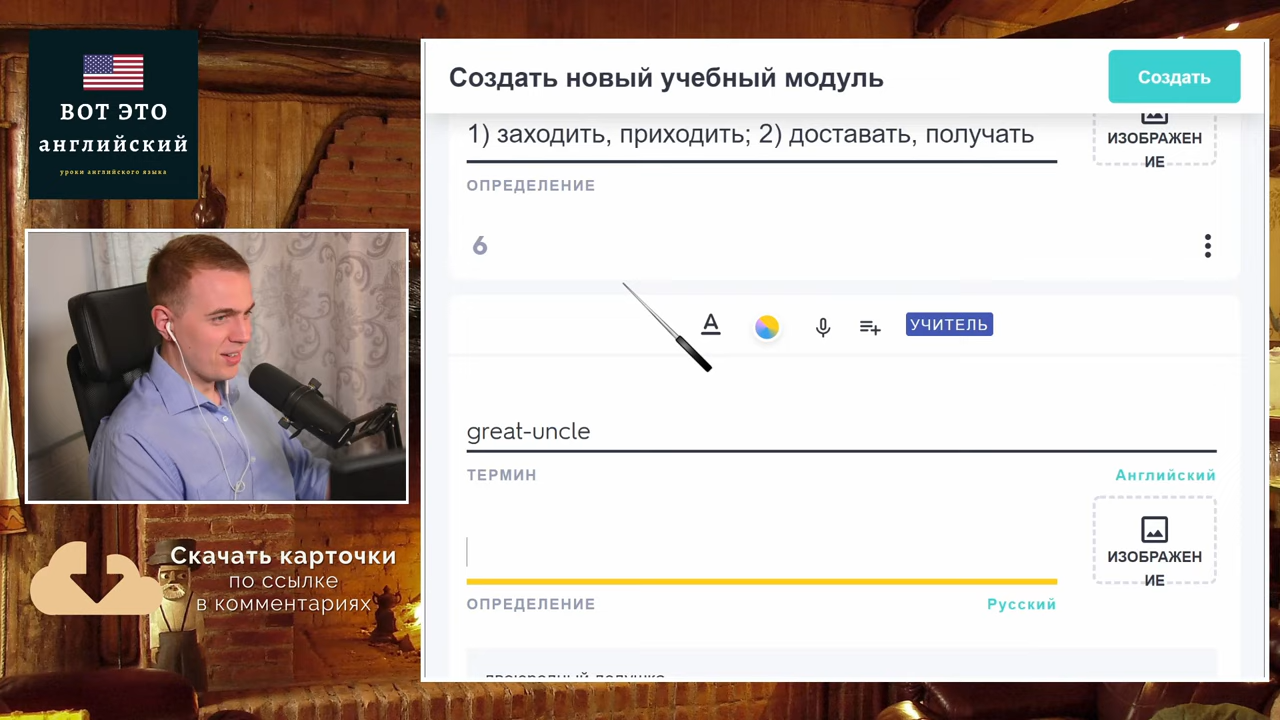 ВОТ ЭТО
английский
уроки английского языка
Скачать карточки
по ссылке
в комментариях
Создать новый учебный модуль
Создать
1) заходить, приходить; 2) доставать, получать
ИЗОБРАЖЕН
ИЕ
ОПРЕДЕЛЕНИЕ
6
A
УЧИТЕЛЬ
great-uncle
ТЕРМИН
Английский
ИЗОБРАЖЕН
ИЕ
ОПРЕДЕЛЕНИЕ
Русский